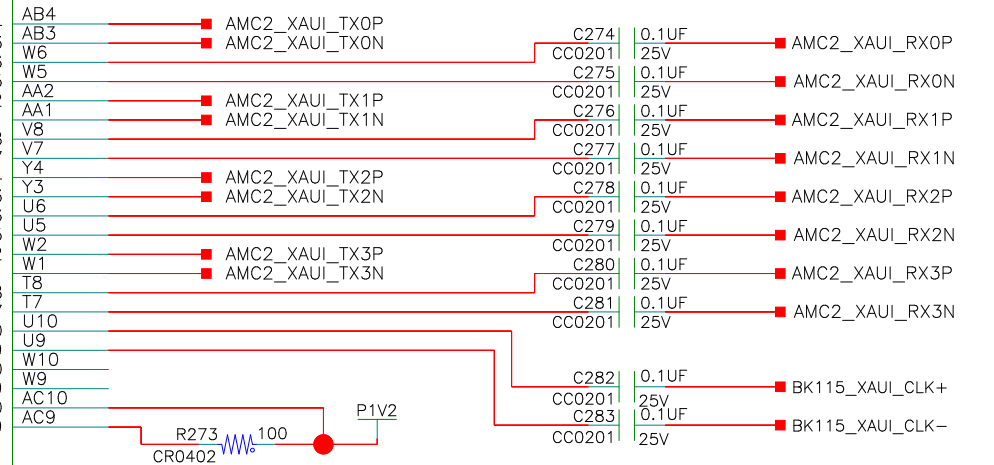 AB4 AMC2_XAUI_TX0P
AB3 AMC2_XAUI_TX0N C274 0.1UF AMC2_XAUI_RX0P
W6 CC0201 25V
W5 C275 0.1UF AMC2_XAUI_RX0N
AA2 AMC2_XAUI_TX1P CC0201 25V
AA1 AMC2_XAUI_TX1N C276 0.1UF AMC2_XAUI_RX1P
V8 CC0201 25V
V7 C277 0.1UF AMC2_XAUI_RX1N
Y4 AMC2_XAUI_TX2P CC0201 25V
Y3 AMC2_XAUI_TX2N C278 0.1UF AMC2_XAUI_RX2P
U6 CC0201 25V
U5 C279 0.1UF AMC2_XAUI_RX2N
W2 AMC2_XAUI_TX3P CC0201 25V
W1 AMC2_XAUI_TX3N C280 0.1UF AMC2_XAUI_RX3P
T8 CC0201 25V
T7 C281 0.1UF AMC2_XAUI_RX3N
U10 CC0201 25V
U9
W10
W9 C282 0.1UF BK115_XAUI_CLK+
AC10 CC0201 25V
AC9 P1V2 C283 0.1UF BK115_XAUI_CLK-
R273 100 CC0201 25V
CR0402